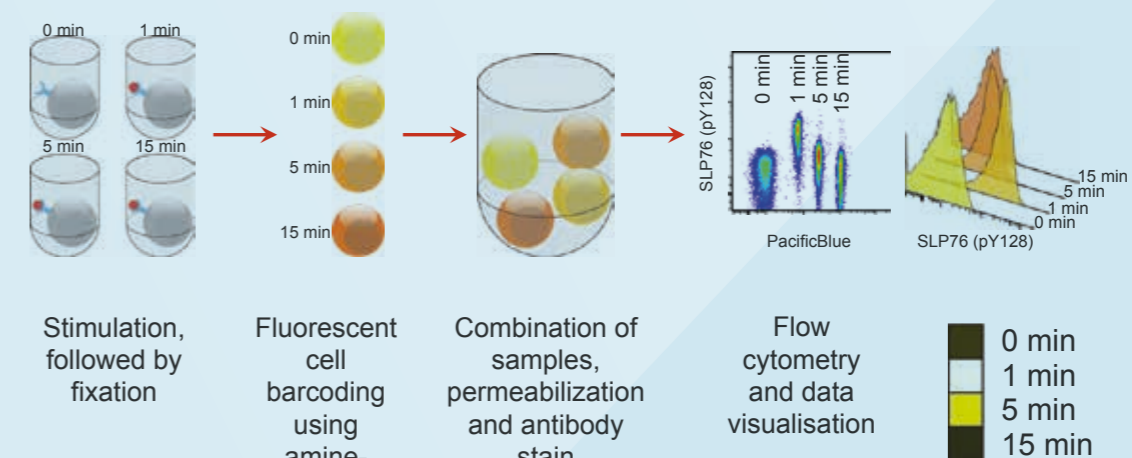 0 min
1 min
5 min
15 min
0 min
1 min
5 min
15 min
SLP76 (pY128)
0 min
1 min
5 min
15 min
PacificBlue
15 min
5 min
1 min
0 min
SLP76 (pY128)
Stimulation,
followed by
fixation
Fluorescent
cell
barcoding
using
amine-
Combination of
samples,
permeabilization
and antibody
stain
Flow
cytometry
and data
visualisation
0 min
1 min
5 min
15 min